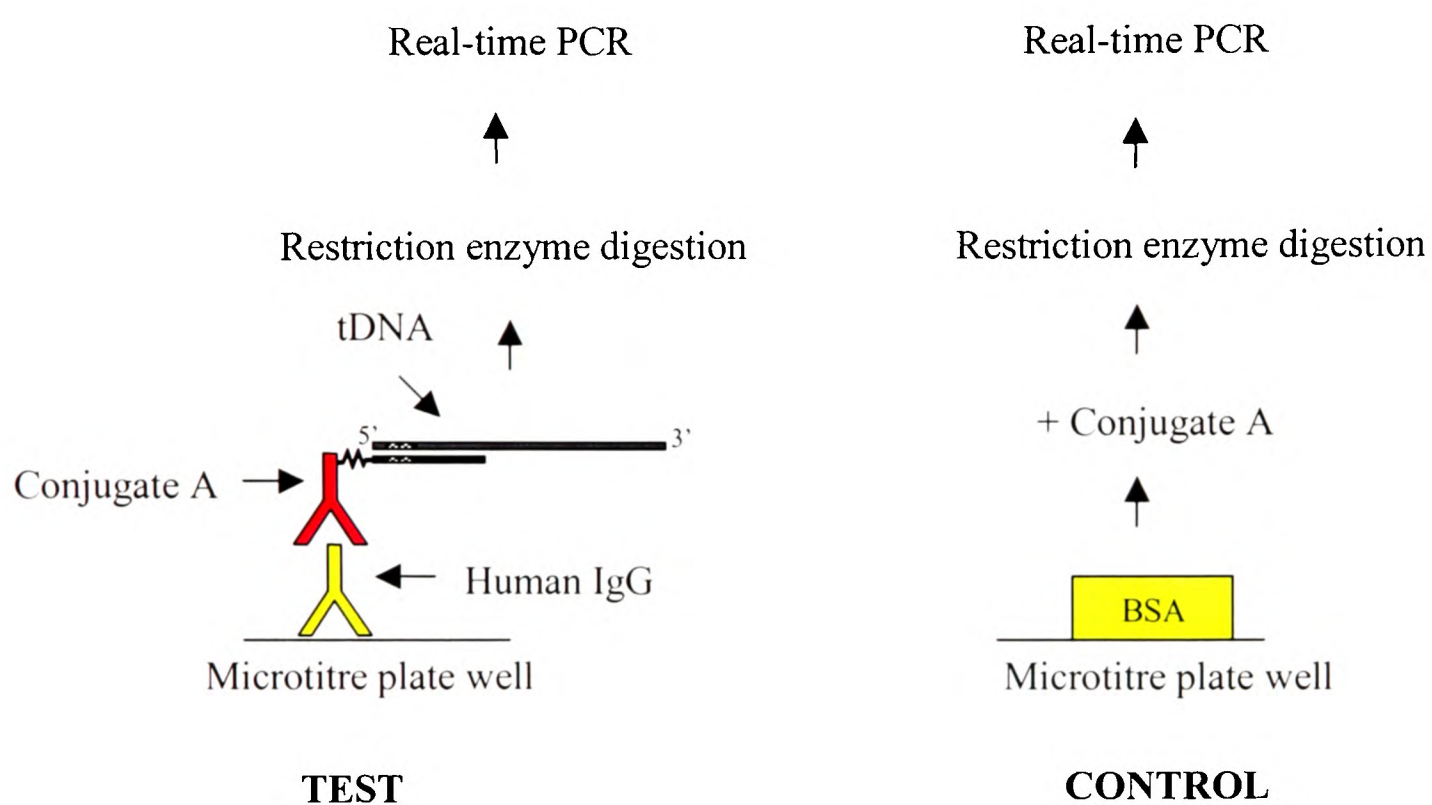 Real-time PCR
Restriction enzyme digestion
tDNA
5'
3'
Conjugate A
Human IgG
Microtitre plate well
TEST
Real-time PCR
Restriction enzyme digestion
+ Conjugate A
BSA
Microtitre plate well
CONTROL